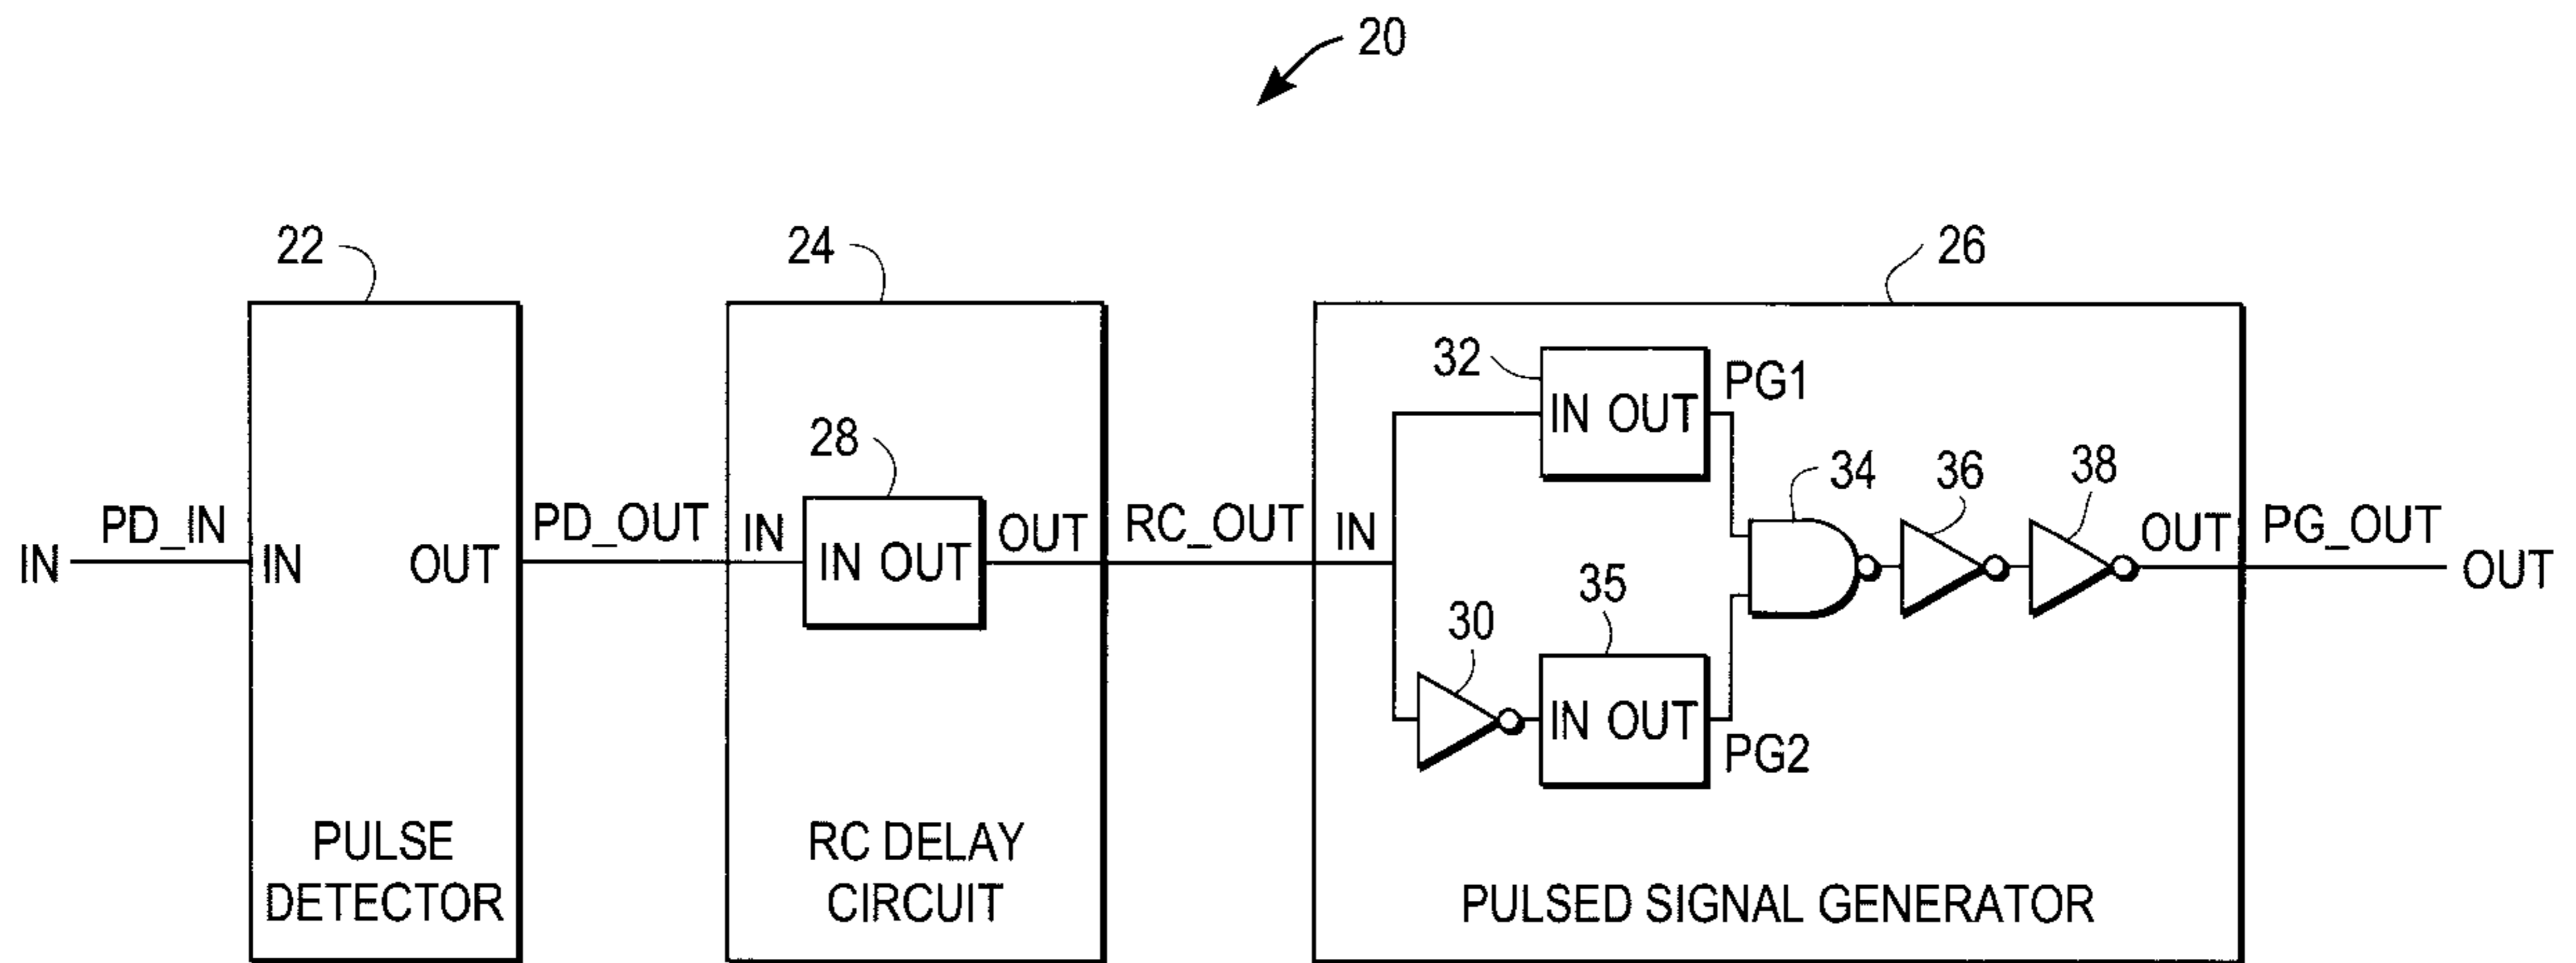 20
22
24
26
32
PG1
IN OUT
28
34
36
38
PD_IN
PD_OUT
IN
OUT
RC_OUT
IN
OUT
PG_OUT
IN
IN
OUT
IN OUT
OUT
30
35
IN OUT
PG2
PULSE
DETECTOR
RC DELAY
CIRCUIT
PULSED SIGNAL GENERATOR